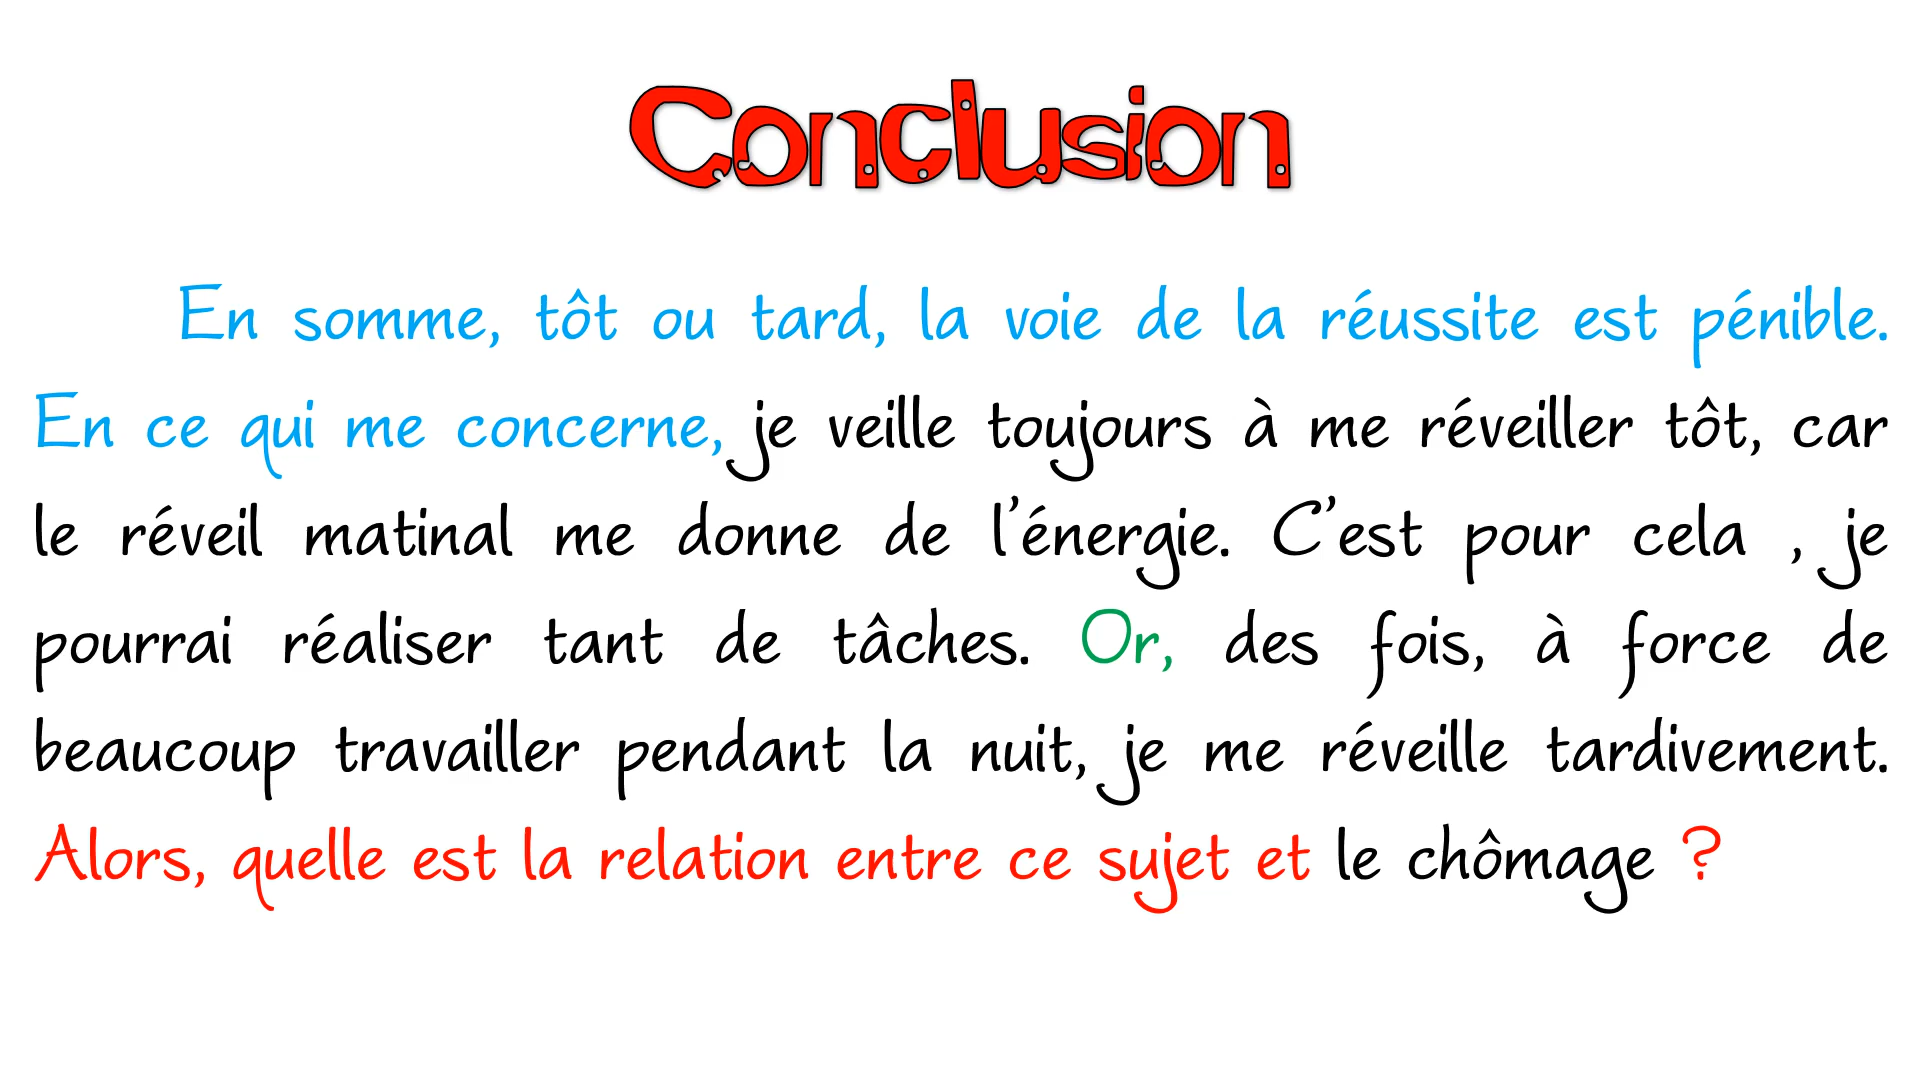 Conclusion
En somme, tôt ou tard, la voie de la réussite est pénible.
En ce qui me concerne, je veille toujours à me réveiller tôt, car
le réveil matinal me donne de l’énergie. C’est pour cela , je
pourrai réaliser tant de tâches. Or, des fois, à force de
beaucoup travailler pendant la nuit, je me réveille tardivement.
Alors, quelle est la relation entre ce sujet et le chômage ?